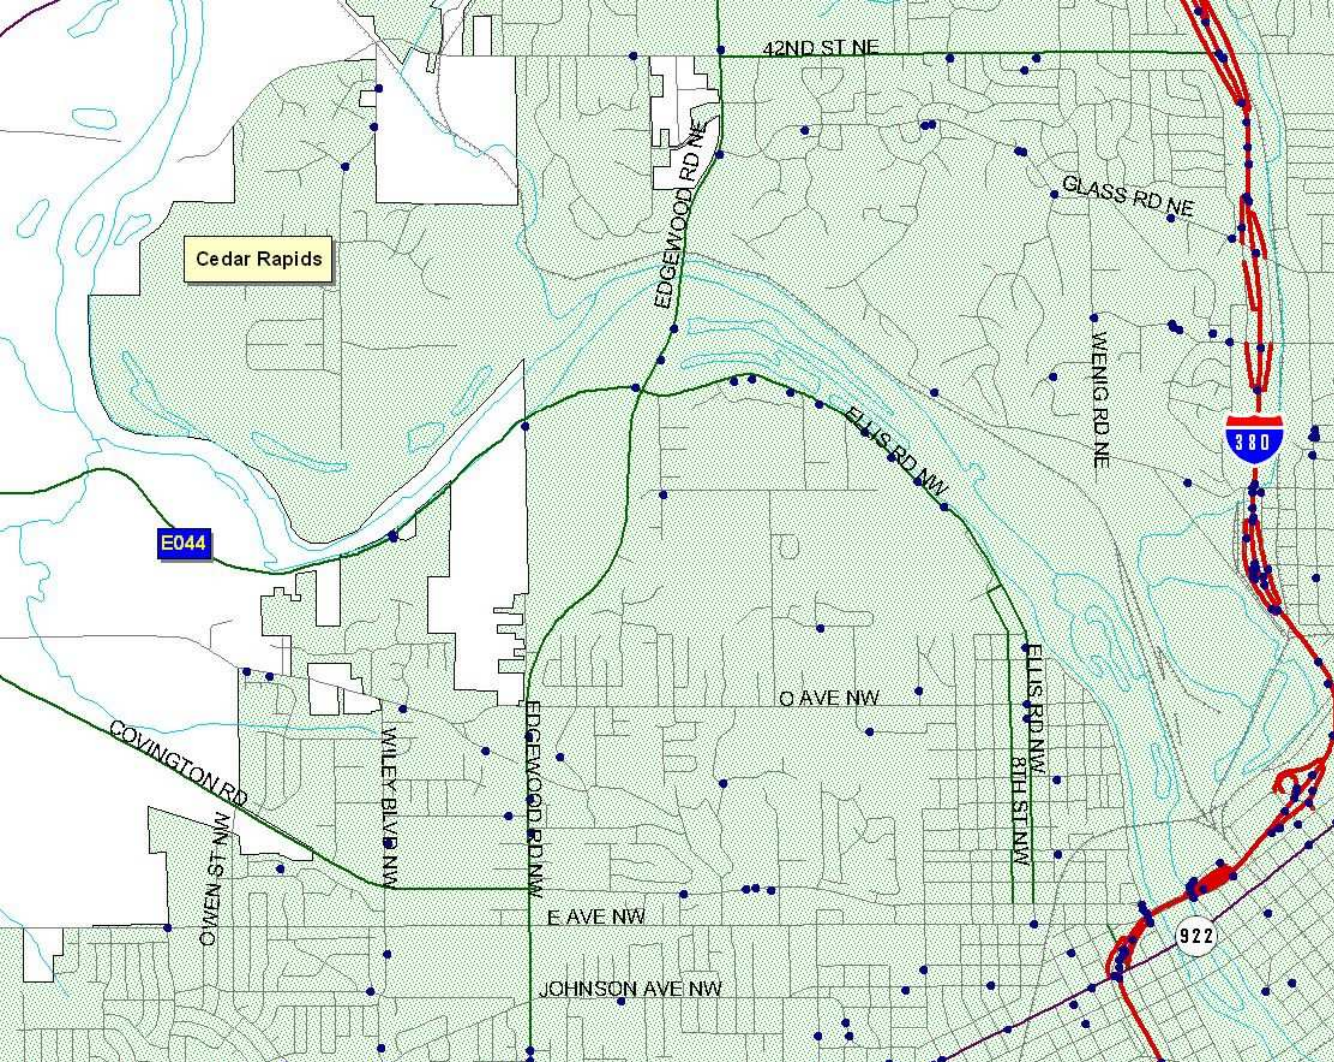 42ND ST NE
EDGEWOOD RD NE
GLASS RD NE
Cedar Rapids
WENIG RD NE
ELLIS RD NW
380
E044
O AVE NW
ELLIS RD NW
COVINGTON RD
WILEY BLVD NW
EDGEWOOD RD NW
8TH ST NW
OWEN ST NW
E AVE NW
922
JOHNSON AVE NW